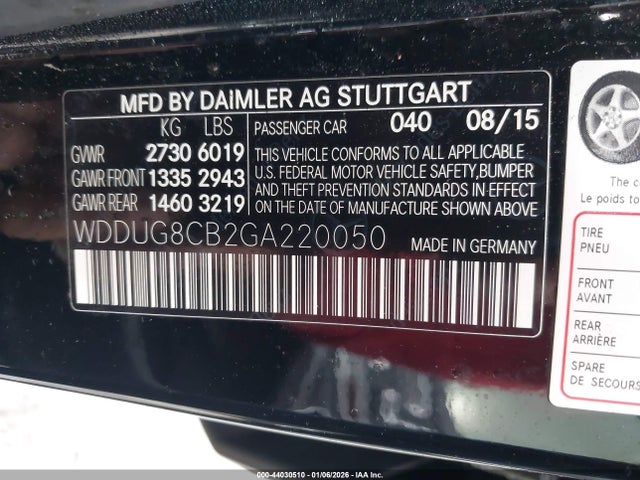 MFD BY DAIMLER AG STUTTGART
KG LBS
GVWR 2730 6019
GAWR FRONT 1335 2943
GAWR REAR 1460 3219
PASSENGER CAR 040 08/15
THIS VEHICLE CONFORMS TO ALL APPLICABLE
U.S. FEDERAL MOTOR VEHICLE SAFETY, BUMPER
AND THEFT PREVENTION STANDARDS IN EFFECT
ON DATE OF MANUFACTURE SHOWN ABOVE.
WDDUG8CB2GA220050
MADE IN GERMANY
The com
Le poids to
TIRE
PNEU
FRONT
AVANT
REAR
ARRIÈRE
SPARE
DE SECOURS
000-44030510 - 01/06/2026 - IAA Inc.